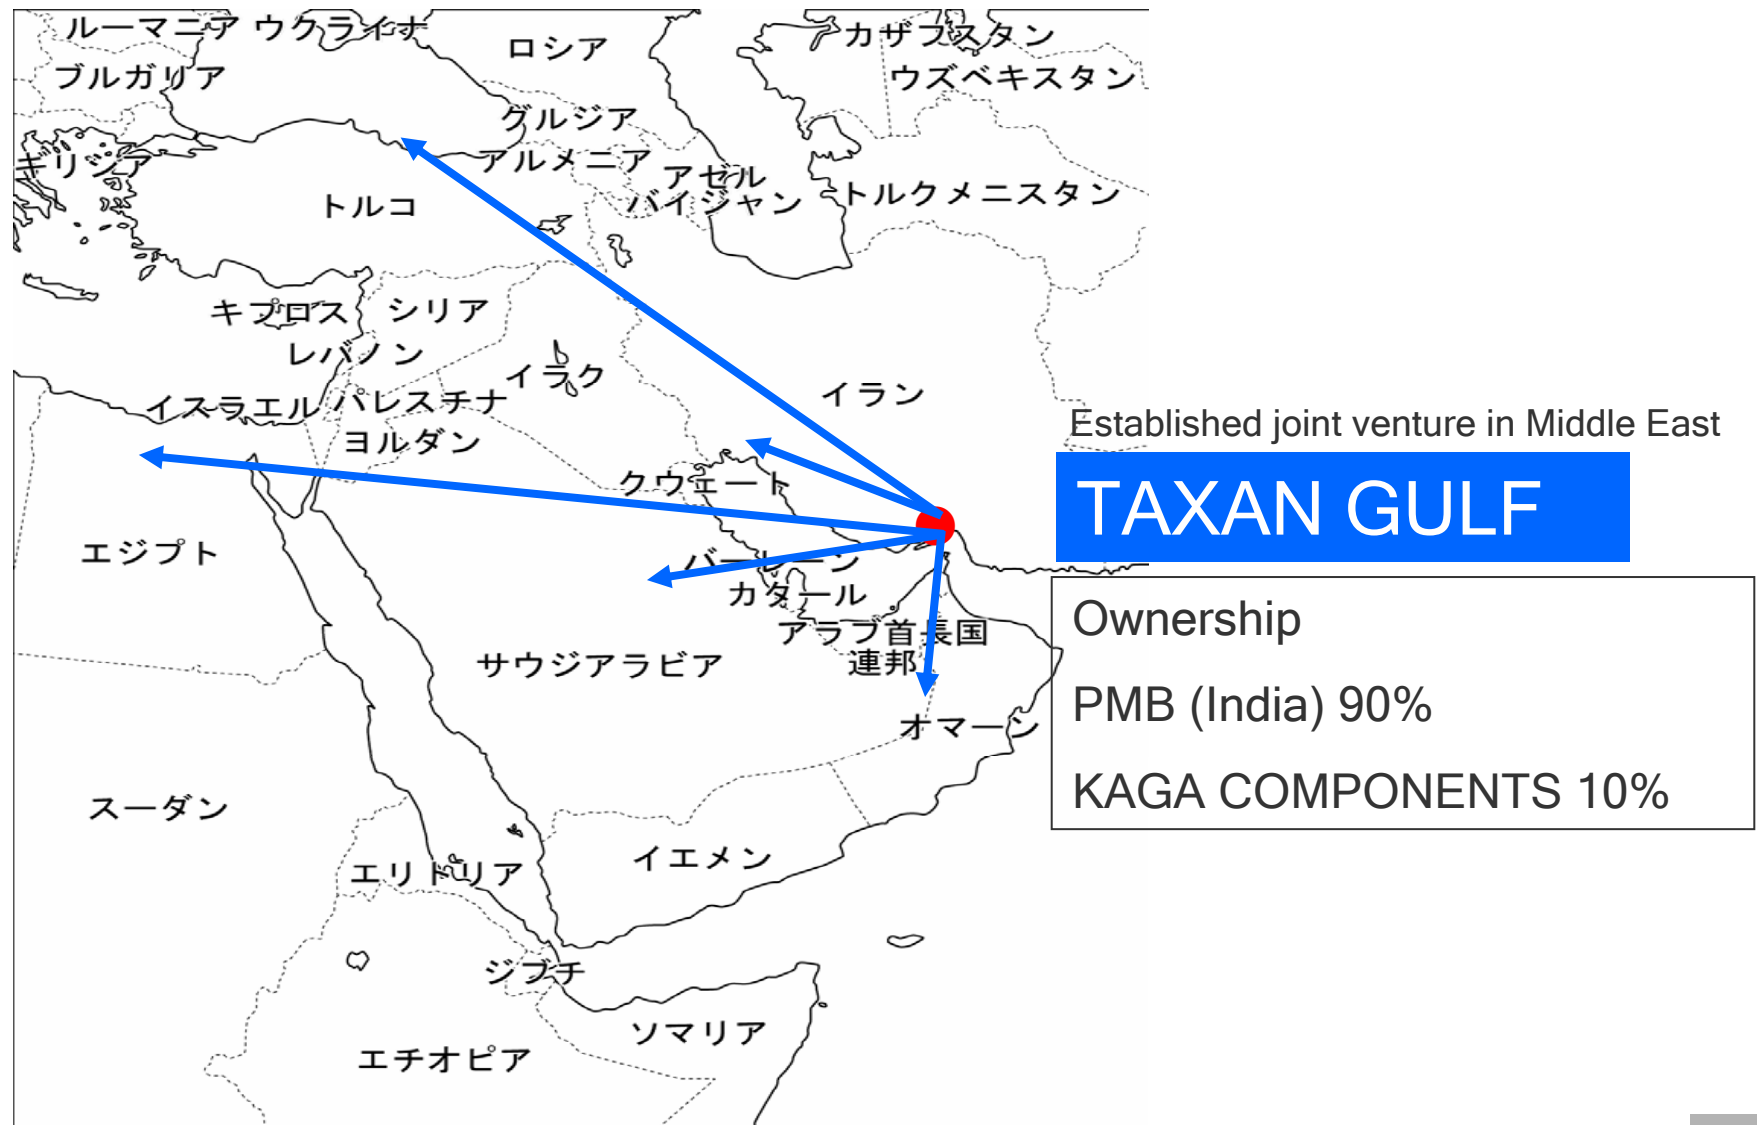 ルーマニア ウクライナ
ロシア
カザフスタン
ブルガリア
ウズベキスタン
グルジア
ギリシア
アルメニア
アゼル
バイジャン
トルクメニスタン
トルコ
キプロス
シリア
レバノン
イラク
イラン
イスラエル
パレスチナ
ヨルダン
クウェート
エジプト
バーレーン
カタール
アラブ首長国
連邦
サウジアラビア
オマーン
スーダン
エリトリア
イエメン
ジブチ
ソマリア
エチオピア
Established joint venture in Middle East
TAXAN GULF
Ownership
PMB (India) 90%
KAGA COMPONENTS 10%